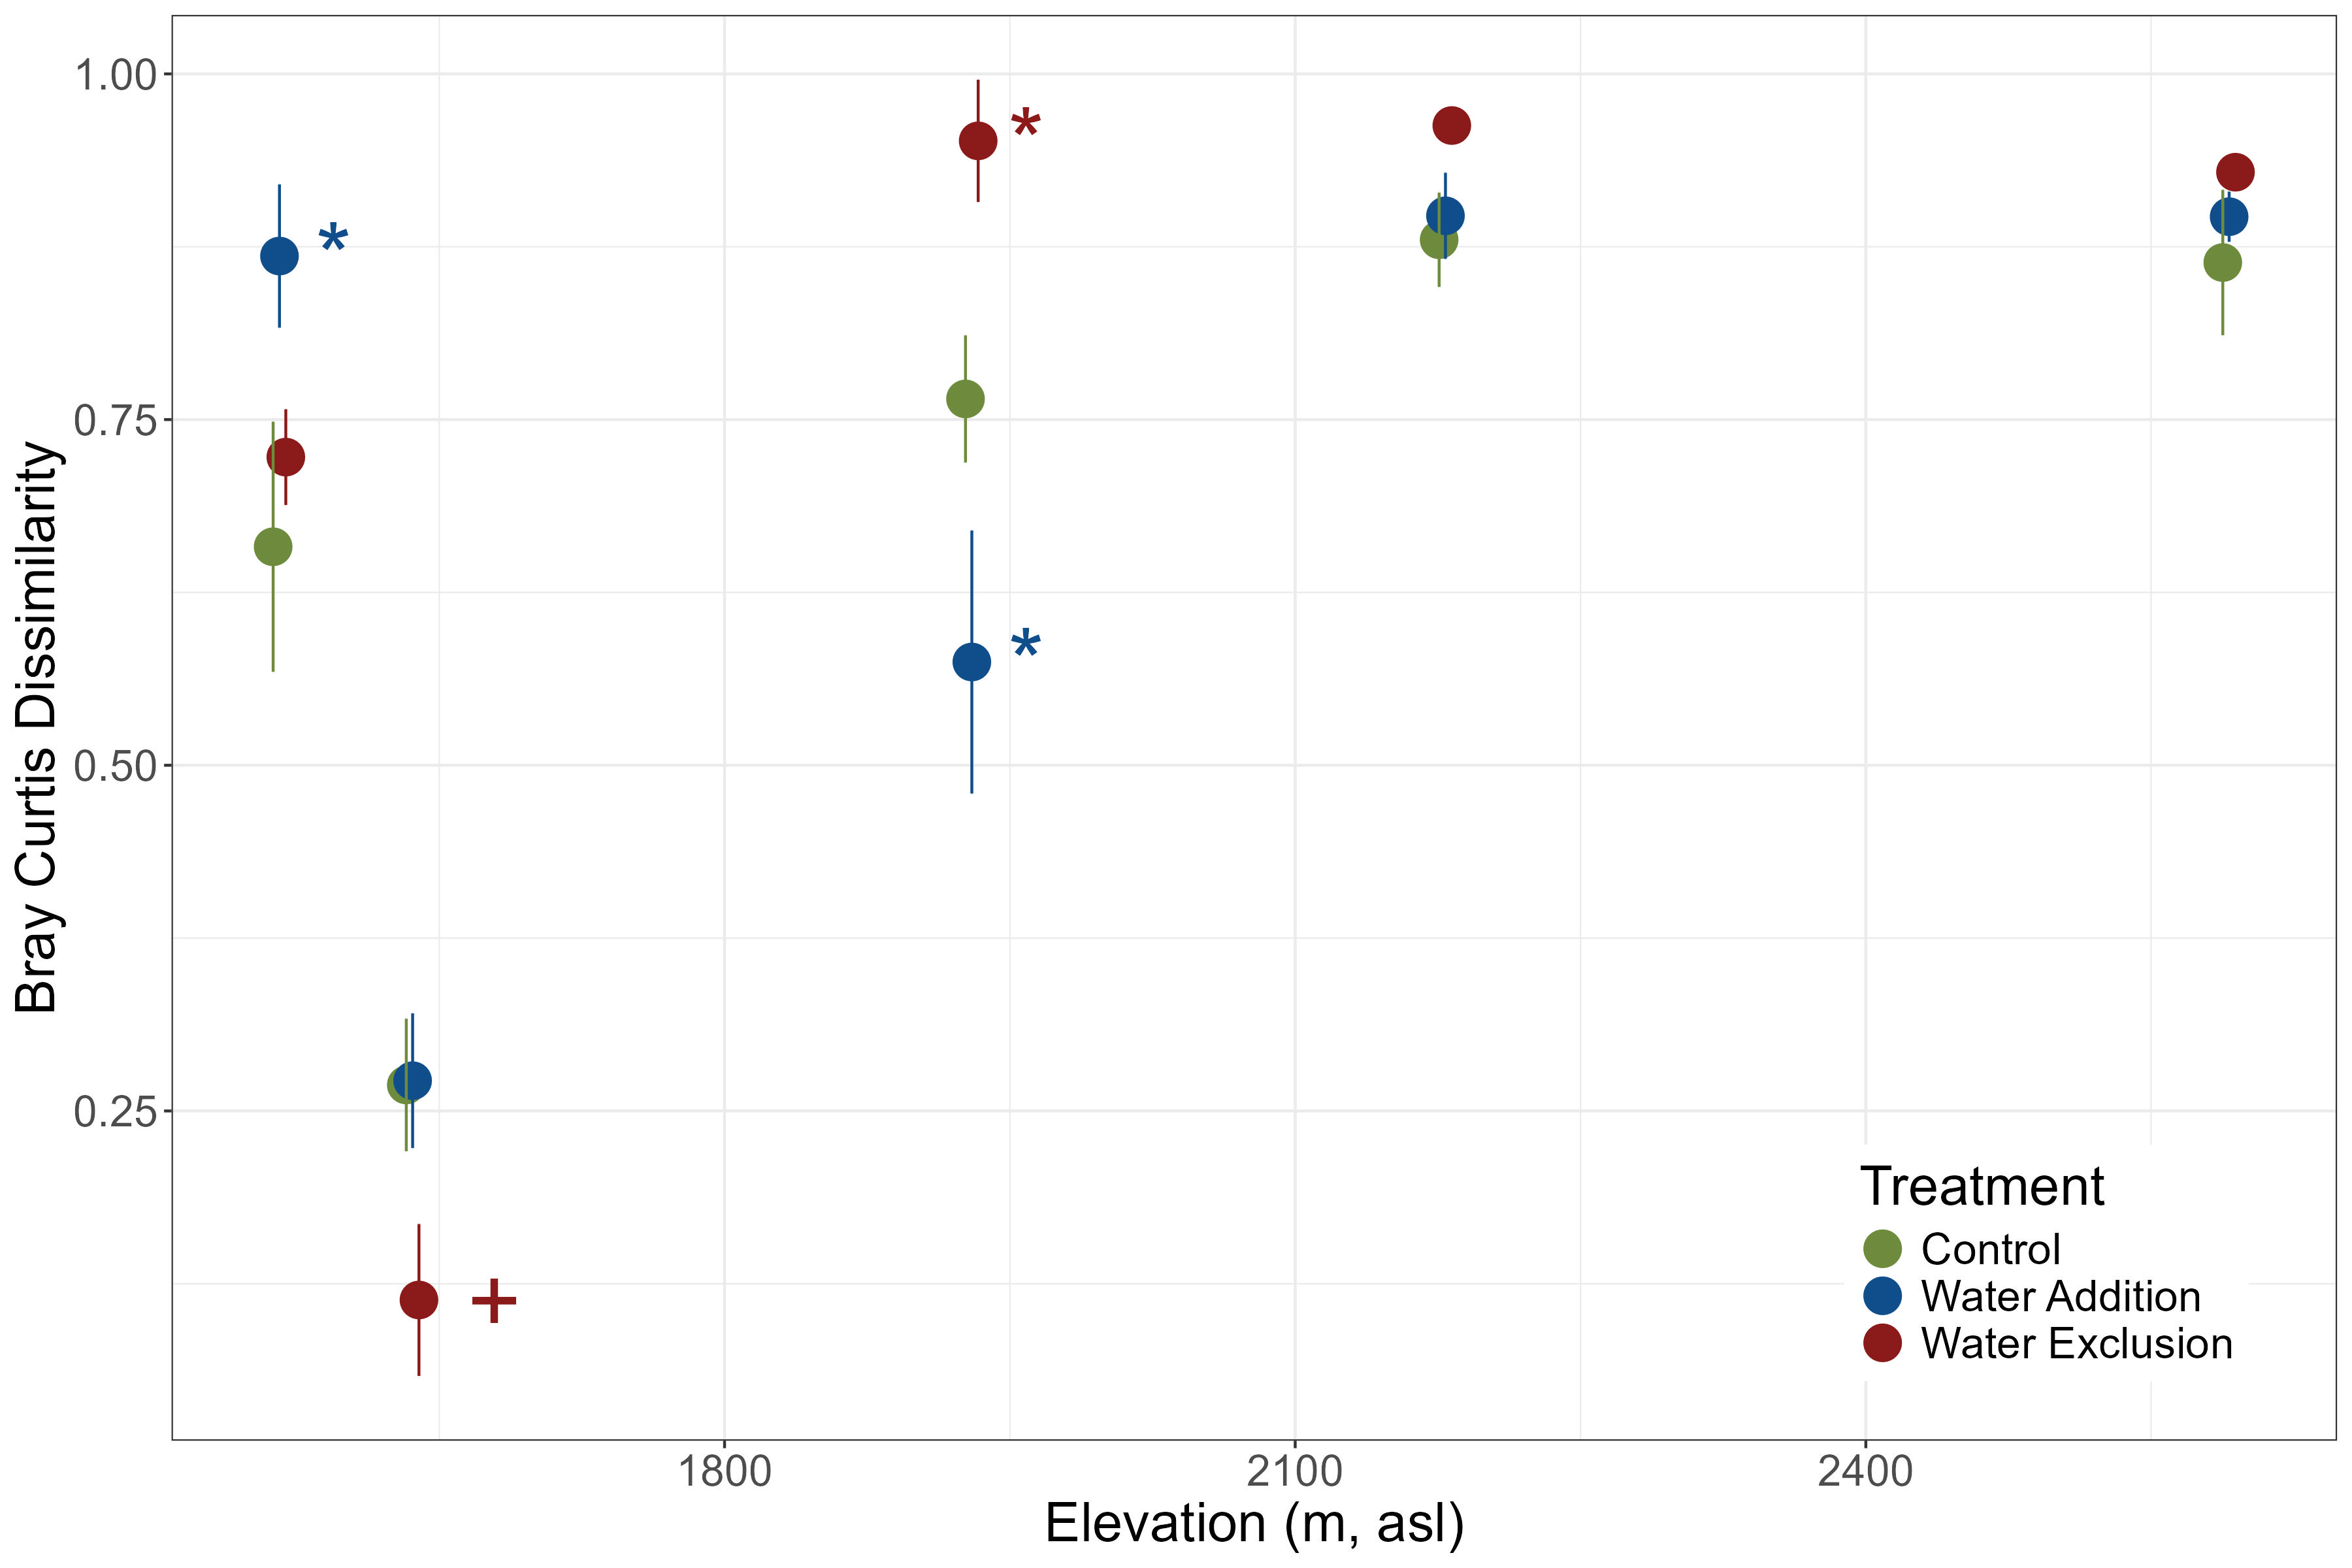 1.00
0.75
0.50
0.25
Bray Curtis Dissimilarity
*
*
*
+
Treatment
Control
Water Addition
Water Exclusion
1800
2100
2400
Elevation (m, asl)